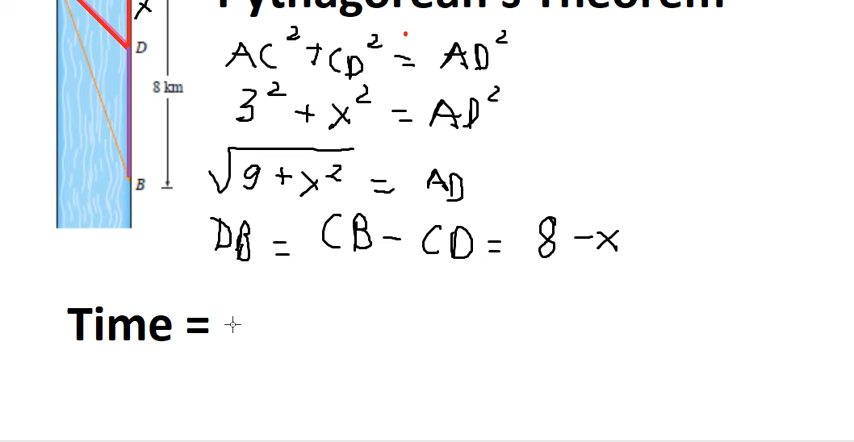 Pythagorean's Theorem
x
D
8 km
B
AC² + CD² = AD²
3² + x² = AD²
√9 + x² = AD
DB = CB - CD = 8 - x
Time =